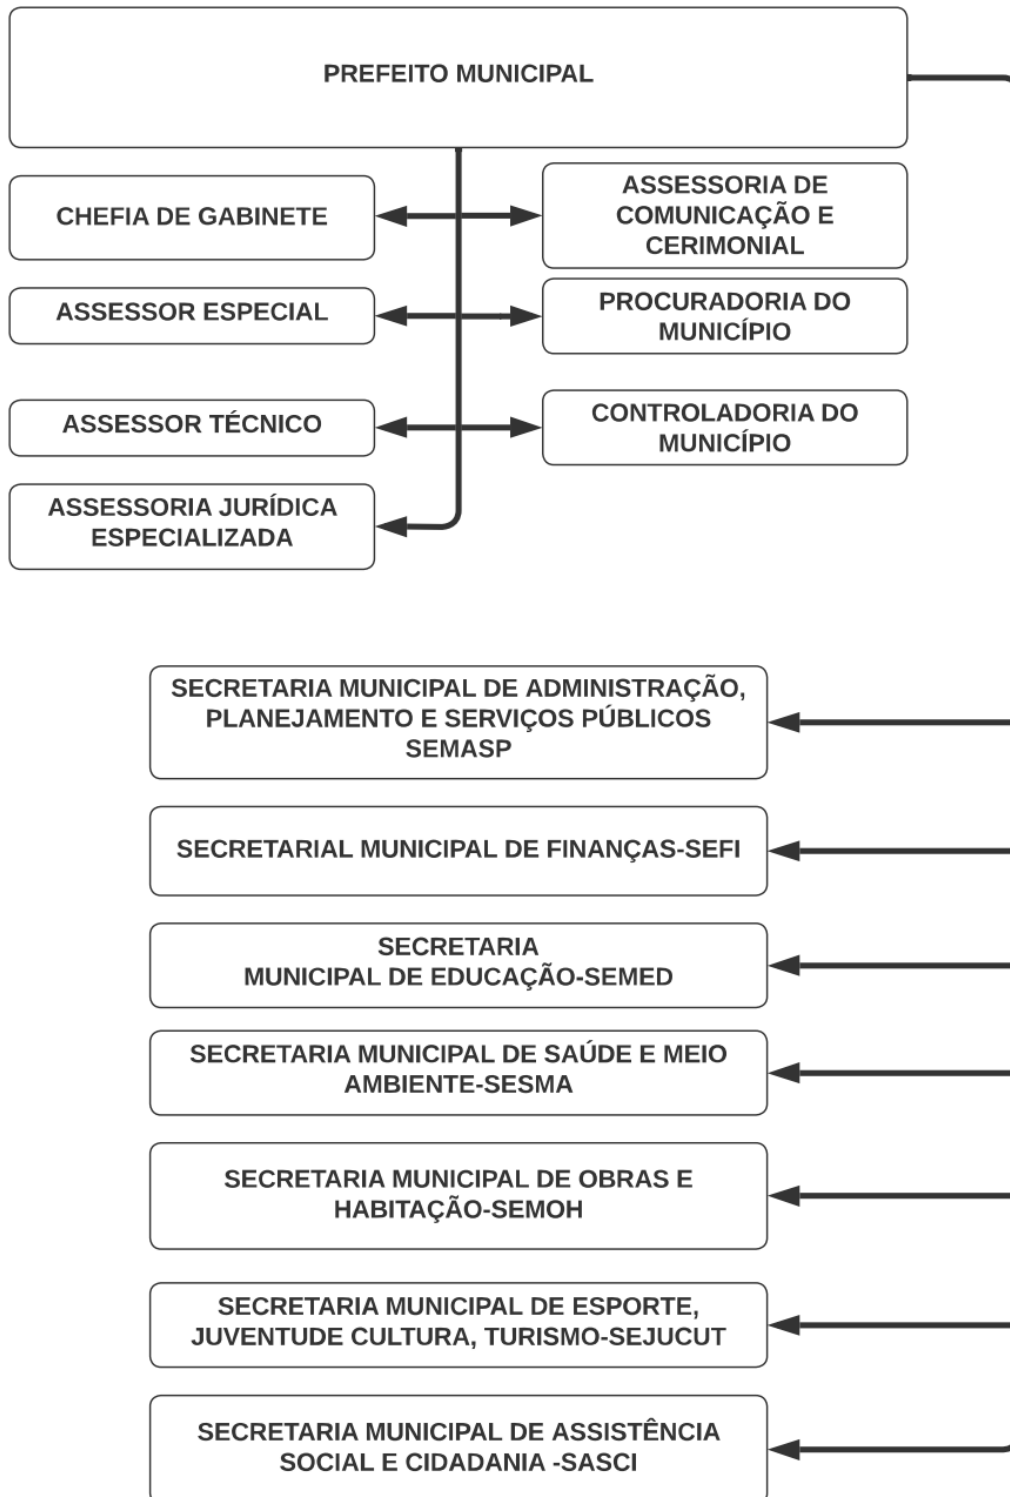 PREFEITO MUNICIPAL
CHEFIA DE GABINETE
ASSESSORIA DE
COMUNICAÇÃO E
CERIMONIAL
ASSESSOR ESPECIAL
PROCURADORIA DO
MUNICÍPIO
ASSESSOR TÉCNICO
CONTROLADORIA DO
MUNICÍPIO
ASSESSORIA JURÍDICA
ESPECIALIZADA
SECRETARIA MUNICIPAL DE ADMINISTRAÇÃO,
PLANEJAMENTO E SERVIÇOS PÚBLICOS
SEMASP
SECRETARIAL MUNICIPAL DE FINANÇAS-SEFI
SECRETARIA
MUNICIPAL DE EDUCAÇÃO-SEMED
SECRETARIA MUNICIPAL DE SAÚDE E MEIO
AMBIENTE-SESMA
SECRETARIA MUNICIPAL DE OBRAS E
HABITAÇÃO-SEMOH
SECRETARIA MUNICIPAL DE ESPORTE,
JUVENTUDE CULTURA, TURISMO-SEJUCUT
SECRETARIA MUNICIPAL DE ASSISTÊNCIA
SOCIAL E CIDADANIA -SASCI